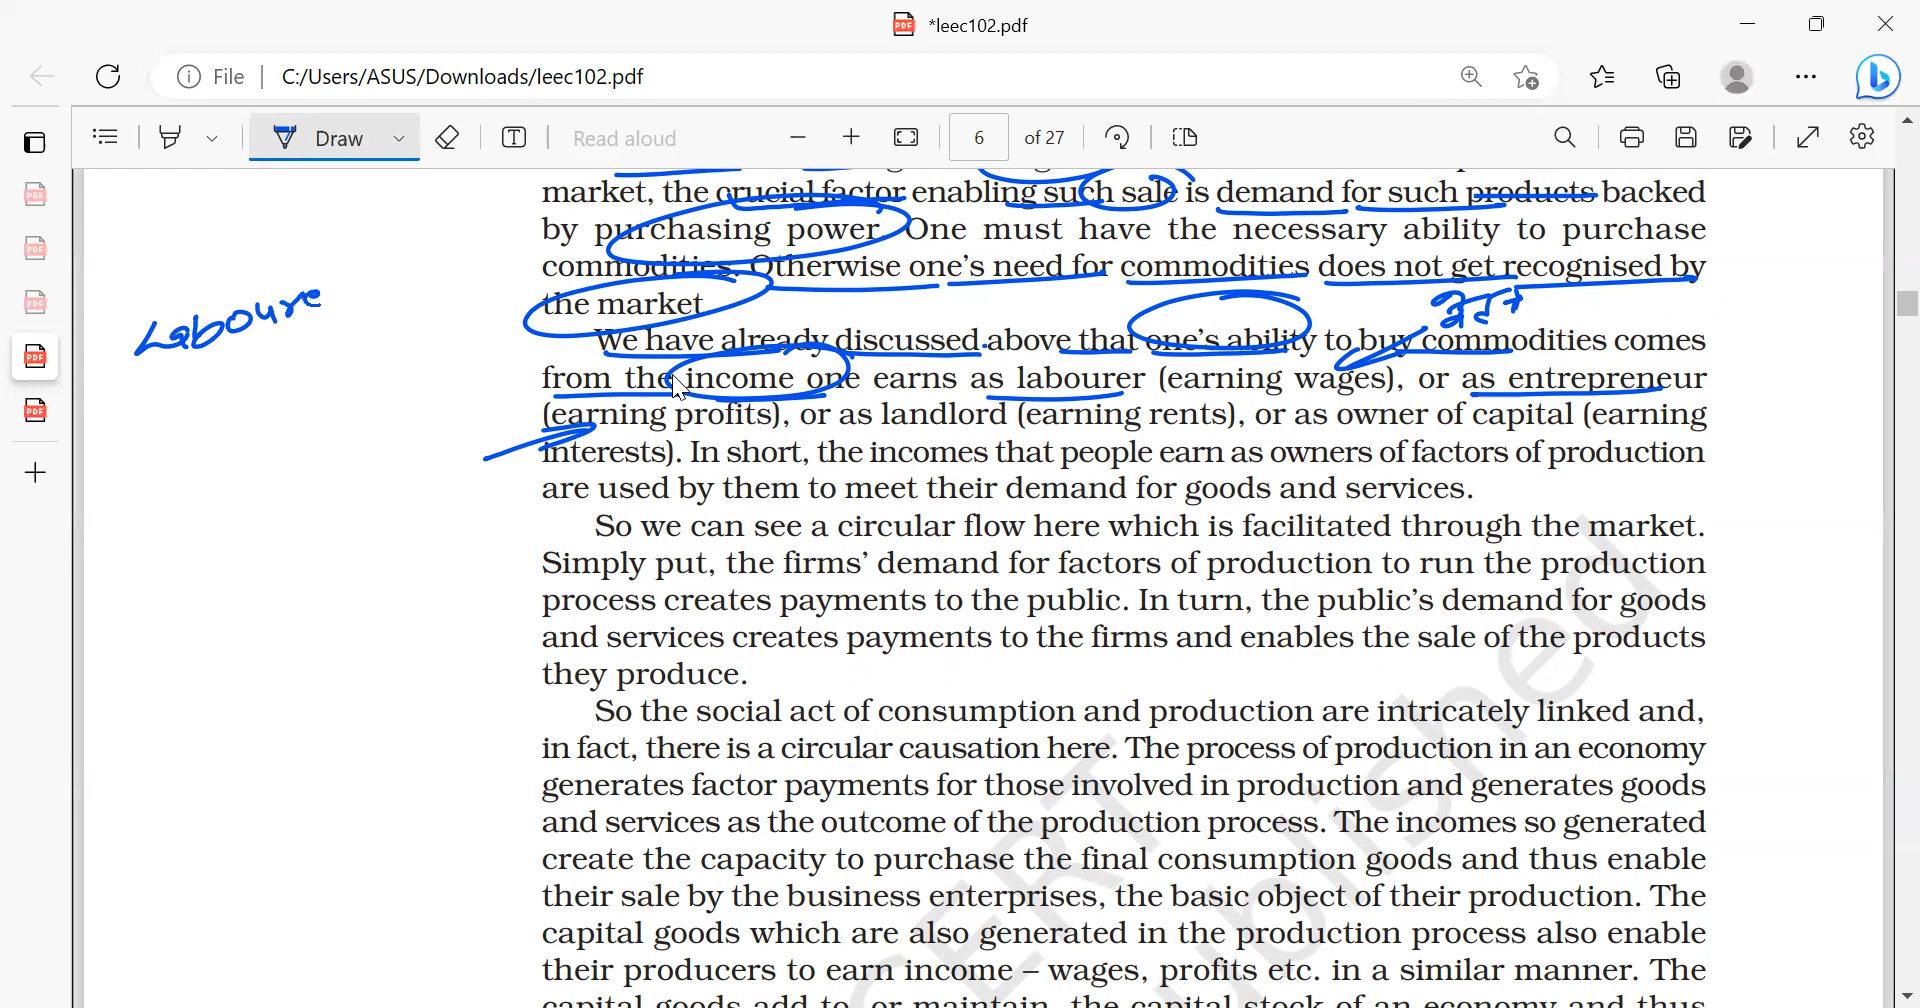 *leec102.pdf
File C:/Users/ASUS/Downloads/leec102.pdf
Draw Read aloud 6 of 27
market, the crucial factor enabling such sale is demand for such products backed
by purchasing power. One must have the necessary ability to purchase
commodities. Otherwise one's need for commodities does not get recognised by
the market.
We have already discussed above that one's ability to buy commodities comes
from the income one earns as labourer (earning wages), or as entrepreneur
(earning profits), or as landlord (earning rents), or as owner of capital (earning
interests). In short, the incomes that people earn as owners of factors of production
are used by them to meet their demand for goods and services.
Laboure
So we can see a circular flow here which is facilitated through the market.
Simply put, the firms' demand for factors of production to run the production
process creates payments to the public. In turn, the public's demand for goods
and services creates payments to the firms and enables the sale of the products
they produce.
So the social act of consumption and production are intricately linked and,
in fact, there is a circular causation here. The process of production in an economy
generates factor payments for those involved in production and generates goods
and services as the outcome of the production process. The incomes so generated
create the capacity to purchase the final consumption goods and thus enable
their sale by the business enterprises, the basic object of their production. The
capital goods which are also generated in the production process also enable
their producers to earn income – wages, profits etc. in a similar manner. The
capital goods add to, or maintain, the capital stock of an economy and thus